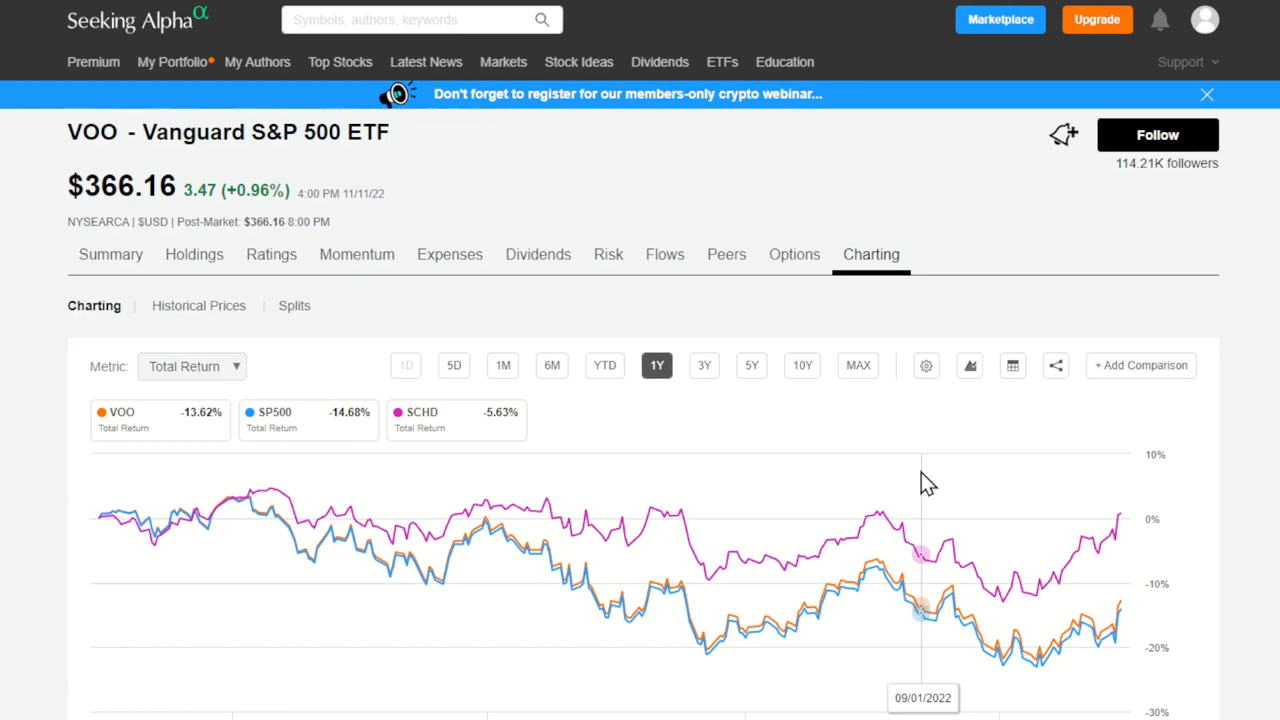 Seeking Alpha α
Symbols, authors, keywords
Marketplace
Upgrade
Premium My Portfolio My Authors Top Stocks Latest News Markets Stock Ideas Dividends ETFs Education Support
Don't forget to register for our members-only crypto webinar...
VOO - Vanguard S&P 500 ETF
Follow
114.21K followers
$366.16 3.47 (+0.96%) 4:00 PM 11/11/22
NYSEARCA | $USD | Post-Market: $366.16 8:00 PM
Summary Holdings Ratings Momentum Expenses Dividends Risk Flows Peers Options Charting
Charting Historical Prices Splits
Metric: Total Return 1D 5D 1M 6M YTD 1Y 3Y 5Y 10Y MAX + Add Comparison
VOO -13.62% SP500 -14.68% SCHD -5.63%
Total Return Total Return Total Return
10%
0%
-10%
-20%
09/01/2022
-30%